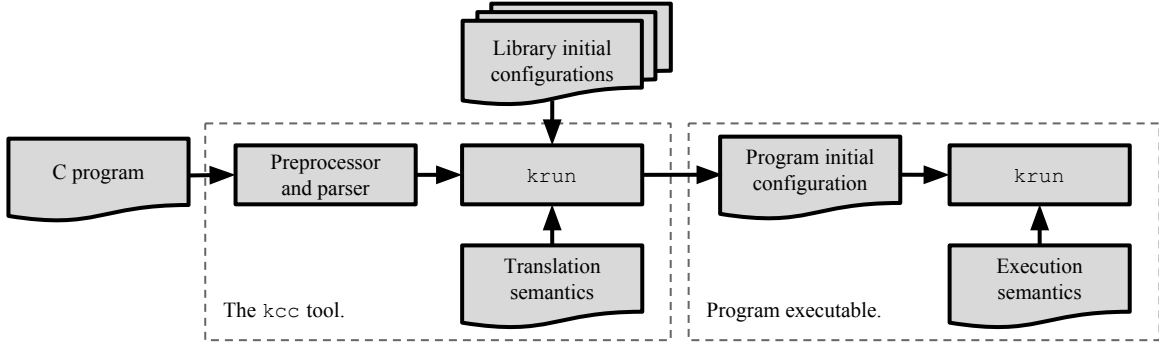 Library initial
configurations
C program
Preprocessor
and parser
krun
Program initial
configuration
krun
Translation
semantics
Execution
semantics
The kcc tool.
Program executable.